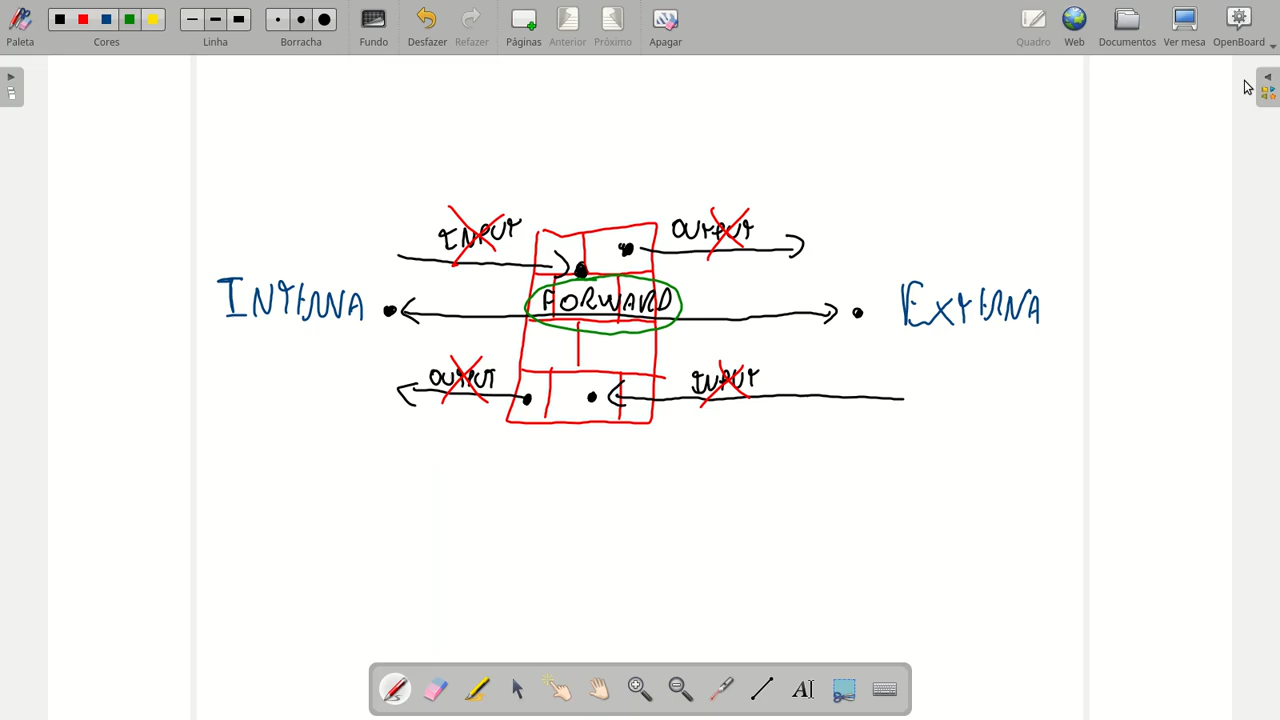 Paleta Cores Linha Borracha Fundo Desfazer Refazer Páginas Anterior Próximo Apagar Quadro Web Documentos Ver mesa OpenBoard
INPUT OUTPUT
INTERNA FORWARD EXTERNA
OUTPUT INPUT
AI